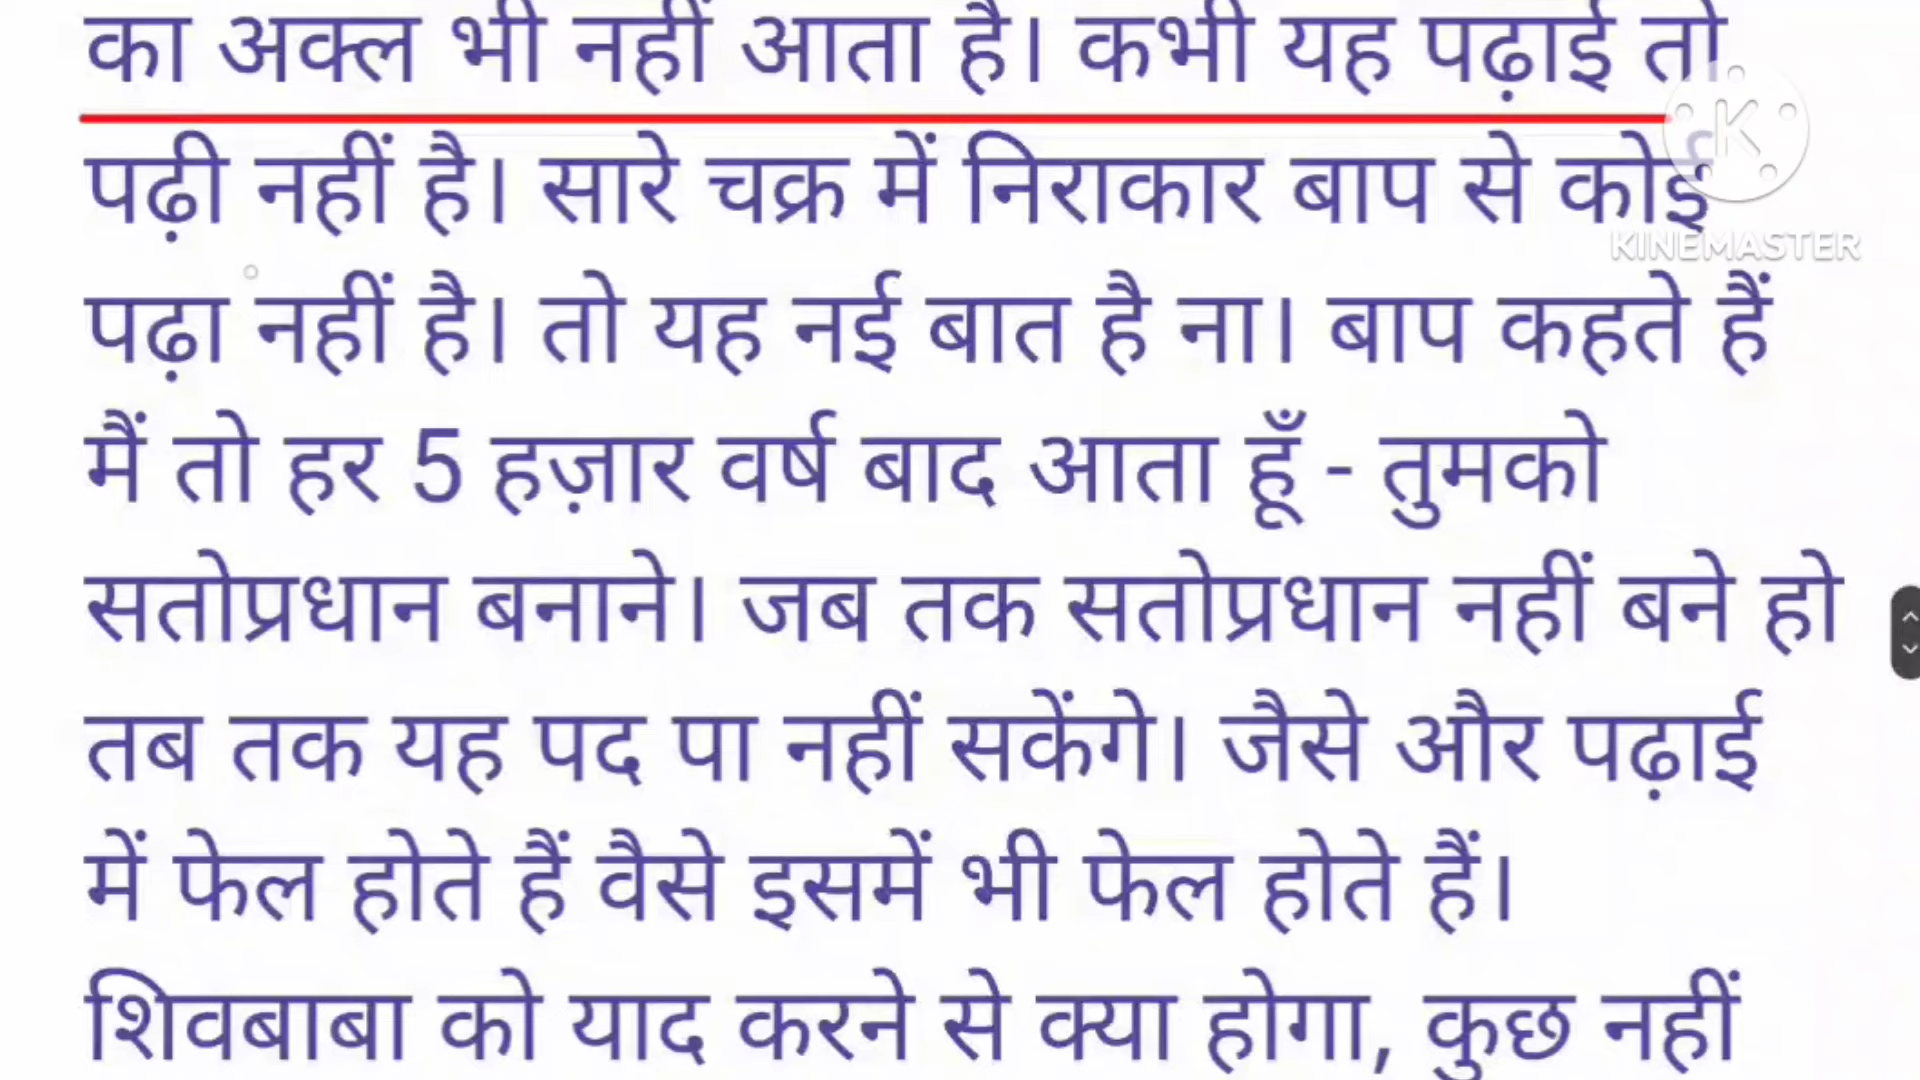 का अक्ल भी नहीं आता है। कभी यह पढ़ाई तो
पढ़ी नहीं है। सारे चक्र में निराकार बाप से कोई
KINEMASTER
पढ़ा नहीं है। तो यह नई बात है ना। बाप कहते हैं
मैं तो हर 5 हज़ार वर्ष बाद आता हूँ - तुमको
सतोप्रधान बनाने। जब तक सतोप्रधान नहीं बने हो
तब तक यह पद पा नहीं सकेंगे। जैसे और पढ़ाई
में फेल होते हैं वैसे इसमें भी फेल होते हैं।
शिवबाबा को याद करने से क्या होगा, कुछ नहीं